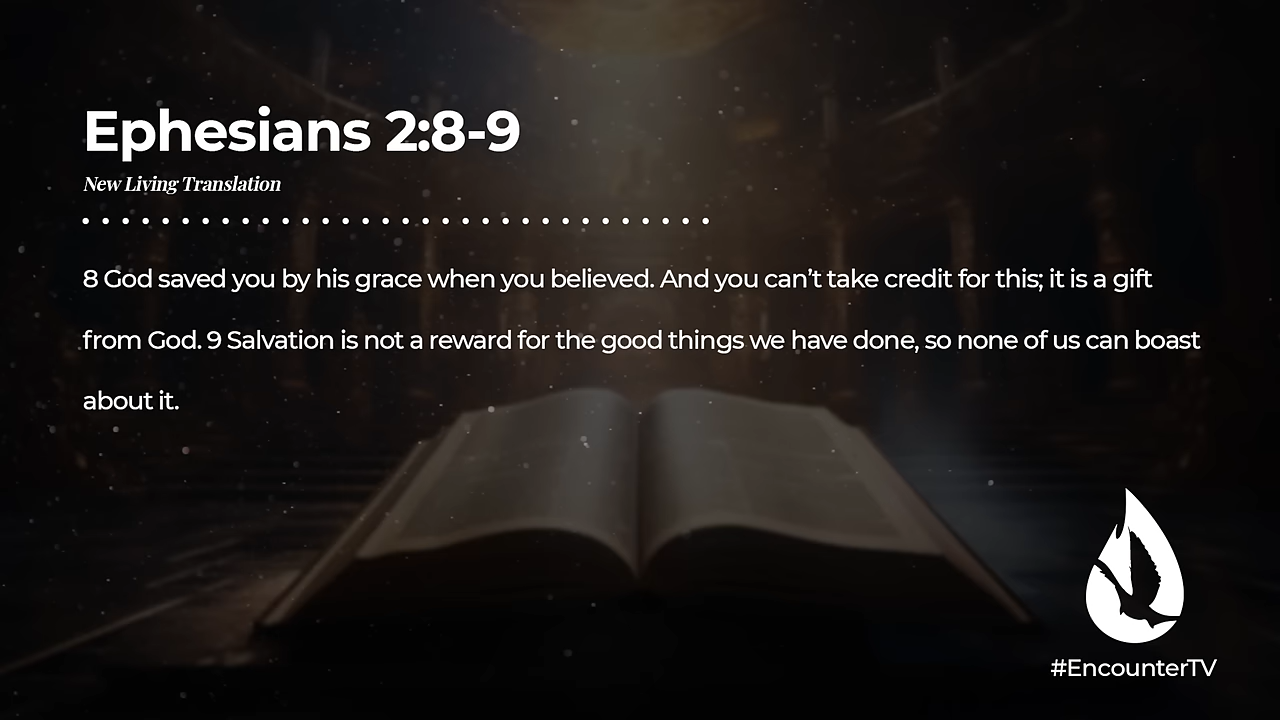 Ephesians 2:8-9
New Living Translation
8 God saved you by his grace when you believed. And you can’t take credit for this; it is a gift
from God. 9 Salvation is not a reward for the good things we have done, so none of us can boast
about it.
#EncounterTV